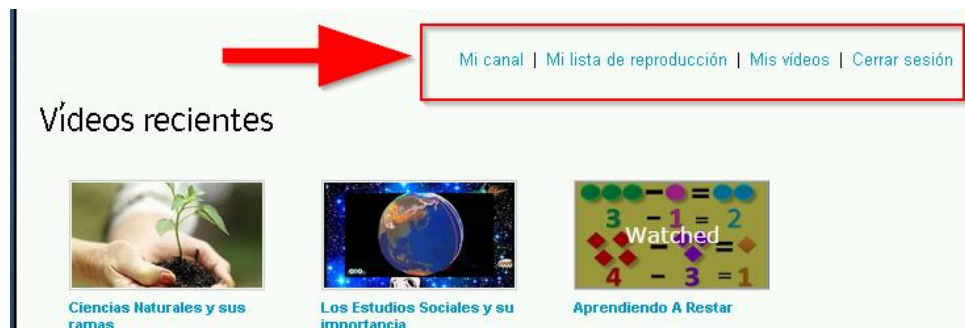 Mi canal | Mi lista de reproducción | Mis vídeos | Cerrar sesión
Vídeos recientes
3 - 1 = 2
Watched
4 - 3 = 1
Ciencias Naturales y sus
ramas
Los Estudios Sociales y su
importancia
Aprendiendo A Restar